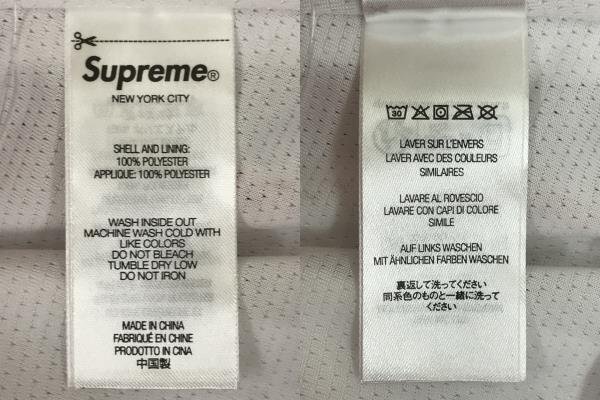 Supreme®
NEW YORK CITY
SHELL AND LINING:
100% POLYESTER
APPLIQUE: 100% POLYESTER
WASH INSIDE OUT
MACHINE WASH COLD WITH
LIKE COLORS
DO NOT BLEACH
TUMBLE DRY LOW
DO NOT IRON
MADE IN CHINA
FABRIQUÉ EN CHINE
PRODOTTO IN CINA
中国製
30
LAVER SUR L'ENVERS
LAVER AVEC DES COULEURS
SIMILAIRES
LAVARE AL ROVESCIO
LAVARE CON CAPI DI COLORE
SIMILE
AUF LINKS WASCHEN
MIT ÄHNLICHEN FARBEN WASCHEN
裏返して洗ってください
同系色のものと一緒に洗って
ください